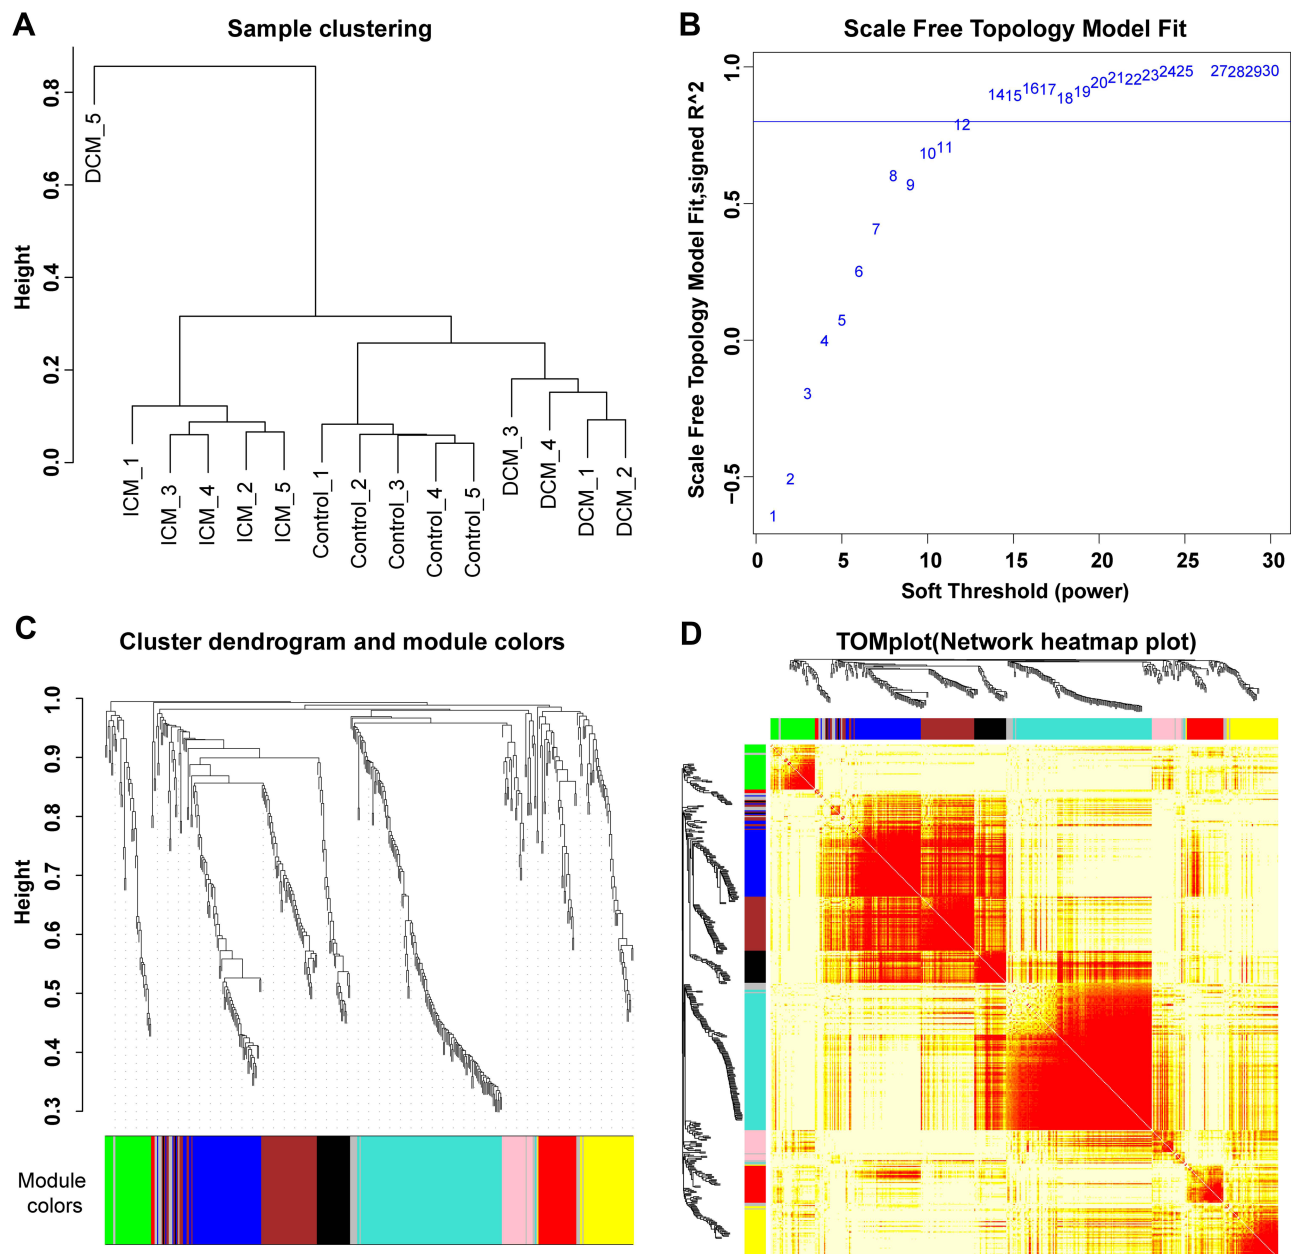 A
Sample clustering
Height
0.0
0.2
0.4
0.6
0.8
DCM_5
ICM_1
ICM_3
ICM_4
ICM_2
ICM_5
Control_1
Control_2
Control_3
Control_4
Control_5
DCM_3
DCM_4
DCM_1
DCM_2
B
Scale Free Topology Model Fit
Scale Free Topology Model Fit,signed R^2
−0.5
0.0
0.5
1.0
1
2
3
4
5
6
7
8
9
10
11
12
14
15
16
17
18
19
20
21
22
23
24
25
27
28
29
30
0
5
10
15
20
25
30
Soft Threshold (power)
C
Cluster dendrogram and module colors
Height
0.3
0.4
0.5
0.6
0.7
0.8
0.9
1.0
Module
colors
D
TOMplot(Network heatmap plot)